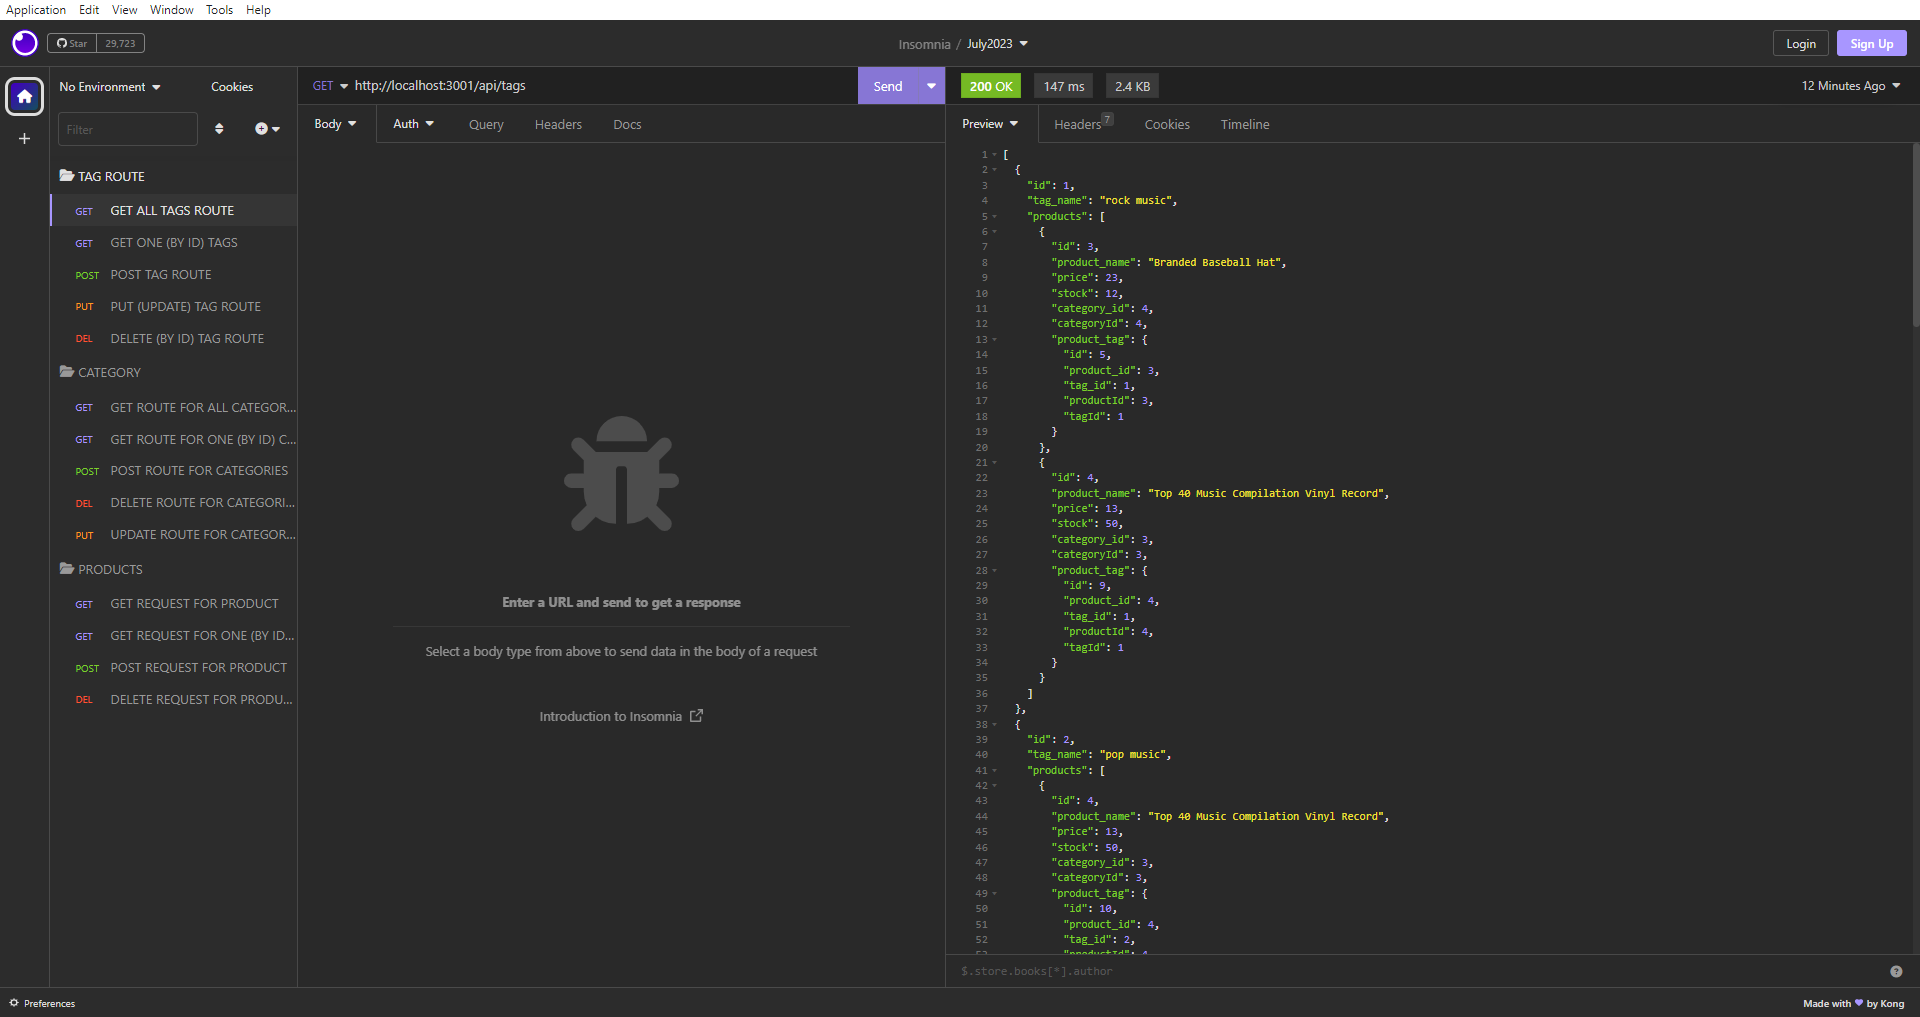 Application Edit View Window Tools Help
Star 29,723
Insomnia / July2023
Login Sign Up
No Environment Cookies
Filter
TAG ROUTE
GET GET ALL TAGS ROUTE
GET GET ONE (BY ID) TAGS
POST POST TAG ROUTE
PUT PUT (UPDATE) TAG ROUTE
DEL DELETE (BY ID) TAG ROUTE
CATEGORY
GET GET ROUTE FOR ALL CATEGOR...
GET GET ROUTE FOR ONE (BY ID) C...
POST POST ROUTE FOR CATEGORIES
DEL DELETE ROUTE FOR CATEGORI...
PUT UPDATE ROUTE FOR CATEGOR...
PRODUCTS
GET GET REQUEST FOR PRODUCT
GET GET REQUEST FOR ONE (BY ID...
POST POST REQUEST FOR PRODUCT
DEL DELETE REQUEST FOR PRODU...
GET http://localhost:3001/api/tags Send
Body Auth Query Headers Docs
Enter a URL and send to get a response
Select a body type from above to send data in the body of a request
Introduction to Insomnia
200 OK 147 ms 2.4 KB 12 Minutes Ago
Preview Headers 7 Cookies Timeline
1 [
2 {
3 "id": 1,
4 "tag_name": "rock music",
5 "products": [
6 {
7 "id": 3,
8 "product_name": "Branded Baseball Hat",
9 "price": 23,
10 "stock": 12,
11 "category_id": 4,
12 "categoryId": 4,
13 "product_tag": {
14 "id": 5,
15 "product_id": 3,
16 "tag_id": 1,
17 "productId": 3,
18 "tagId": 1
19 }
20 },
21 {
22 "id": 4,
23 "product_name": "Top 40 Music Compilation Vinyl Record",
24 "price": 13,
25 "stock": 50,
26 "category_id": 3,
27 "categoryId": 3,
28 "product_tag": {
29 "id": 9,
30 "product_id": 4,
31 "tag_id": 1,
32 "productId": 4,
33 "tagId": 1
34 }
35 }
36 ]
37 },
38 {
39 "id": 2,
40 "tag_name": "pop music",
41 "products": [
42 {
43 "id": 4,
44 "product_name": "Top 40 Music Compilation Vinyl Record",
45 "price": 13,
46 "stock": 50,
47 "category_id": 3,
48 "categoryId": 3,
49 "product_tag": {
50 "id": 10,
51 "product_id": 4,
52 "tag_id": 2,
$.store.books[*].author
Preferences
Made with by Kong